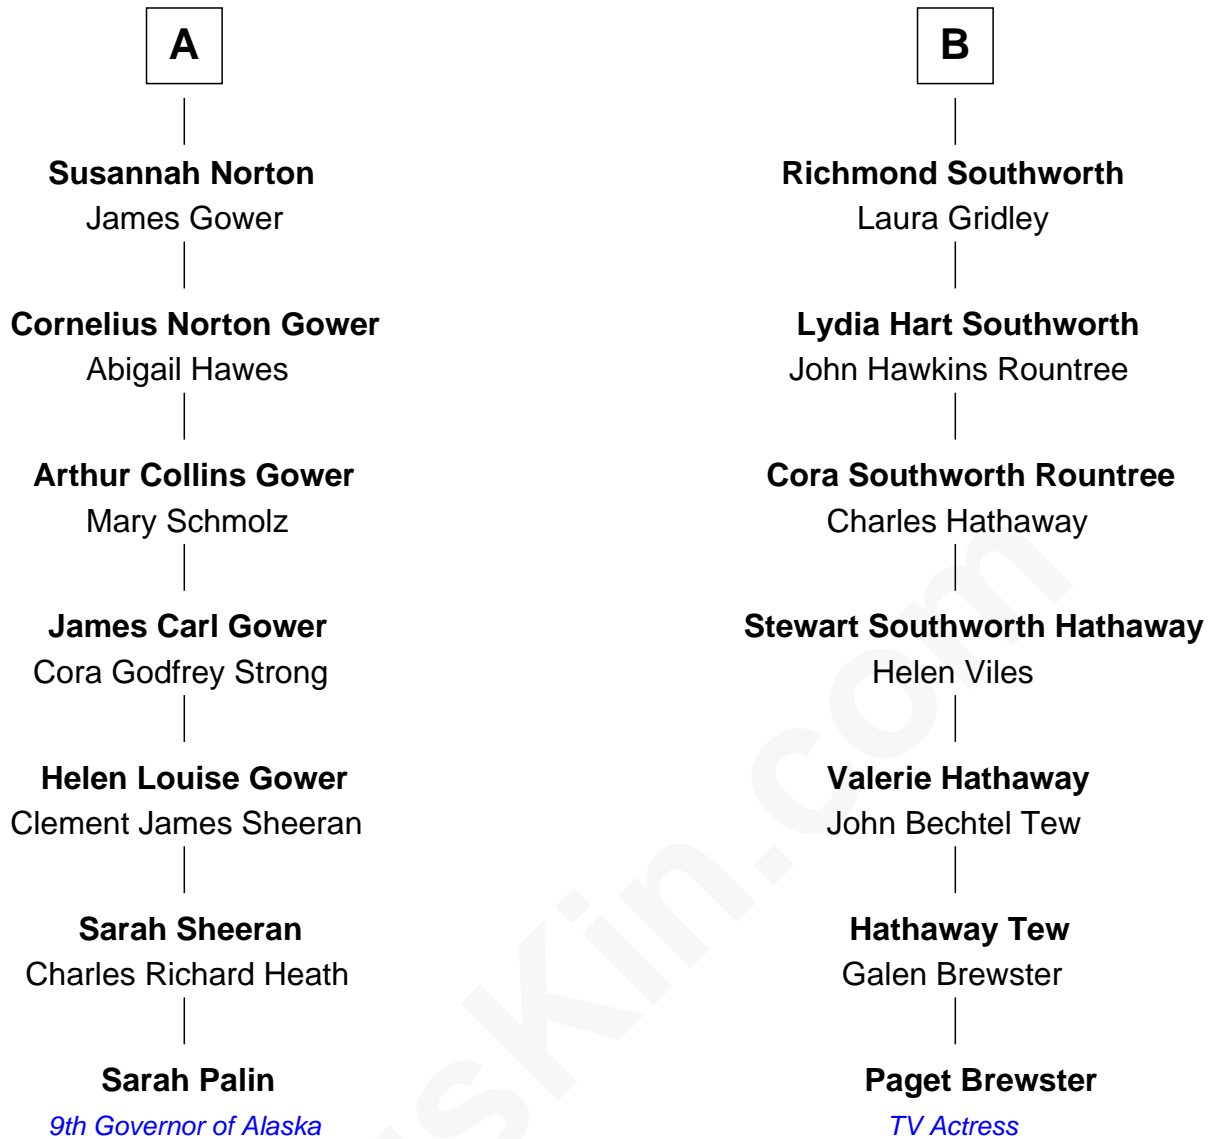 A
Susannah Norton
James Gower
Cornelius Norton Gower
Abigail Hawes
Arthur Collins Gower
Mary Schmolz
James Carl Gower
Cora Godfrey Strong
Helen Louise Gower
Clement James Sheeran
Sarah Sheeran
Charles Richard Heath
Sarah Palin
9th Governor of Alaska
B
Richmond Southworth
Laura Gridley
Lydia Hart Southworth
John Hawkins Rountree
Cora Southworth Rountree
Charles Hathaway
Stewart Southworth Hathaway
Helen Viles
Valerie Hathaway
John Bechtel Tew
Hathaway Tew
Galen Brewster
Paget Brewster
TV Actress
usKin.com